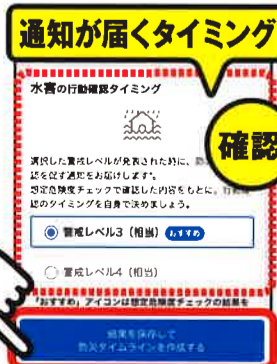 通知が届くタイミング
水害の行動確認タイミング
確認
選択した警戒レベルが発表された時に、
認を促す通知をお届けします。
想定危険度チェックで確認した内容をもとに、
認のタイミングを自身で決めましょう。
警戒レベル3（相当） おすすめ
警戒レベル4（相当）
「おすすめ」アイコンは想定危険度チェックの結果を
結果を保存して
防災タイムラインを作成する